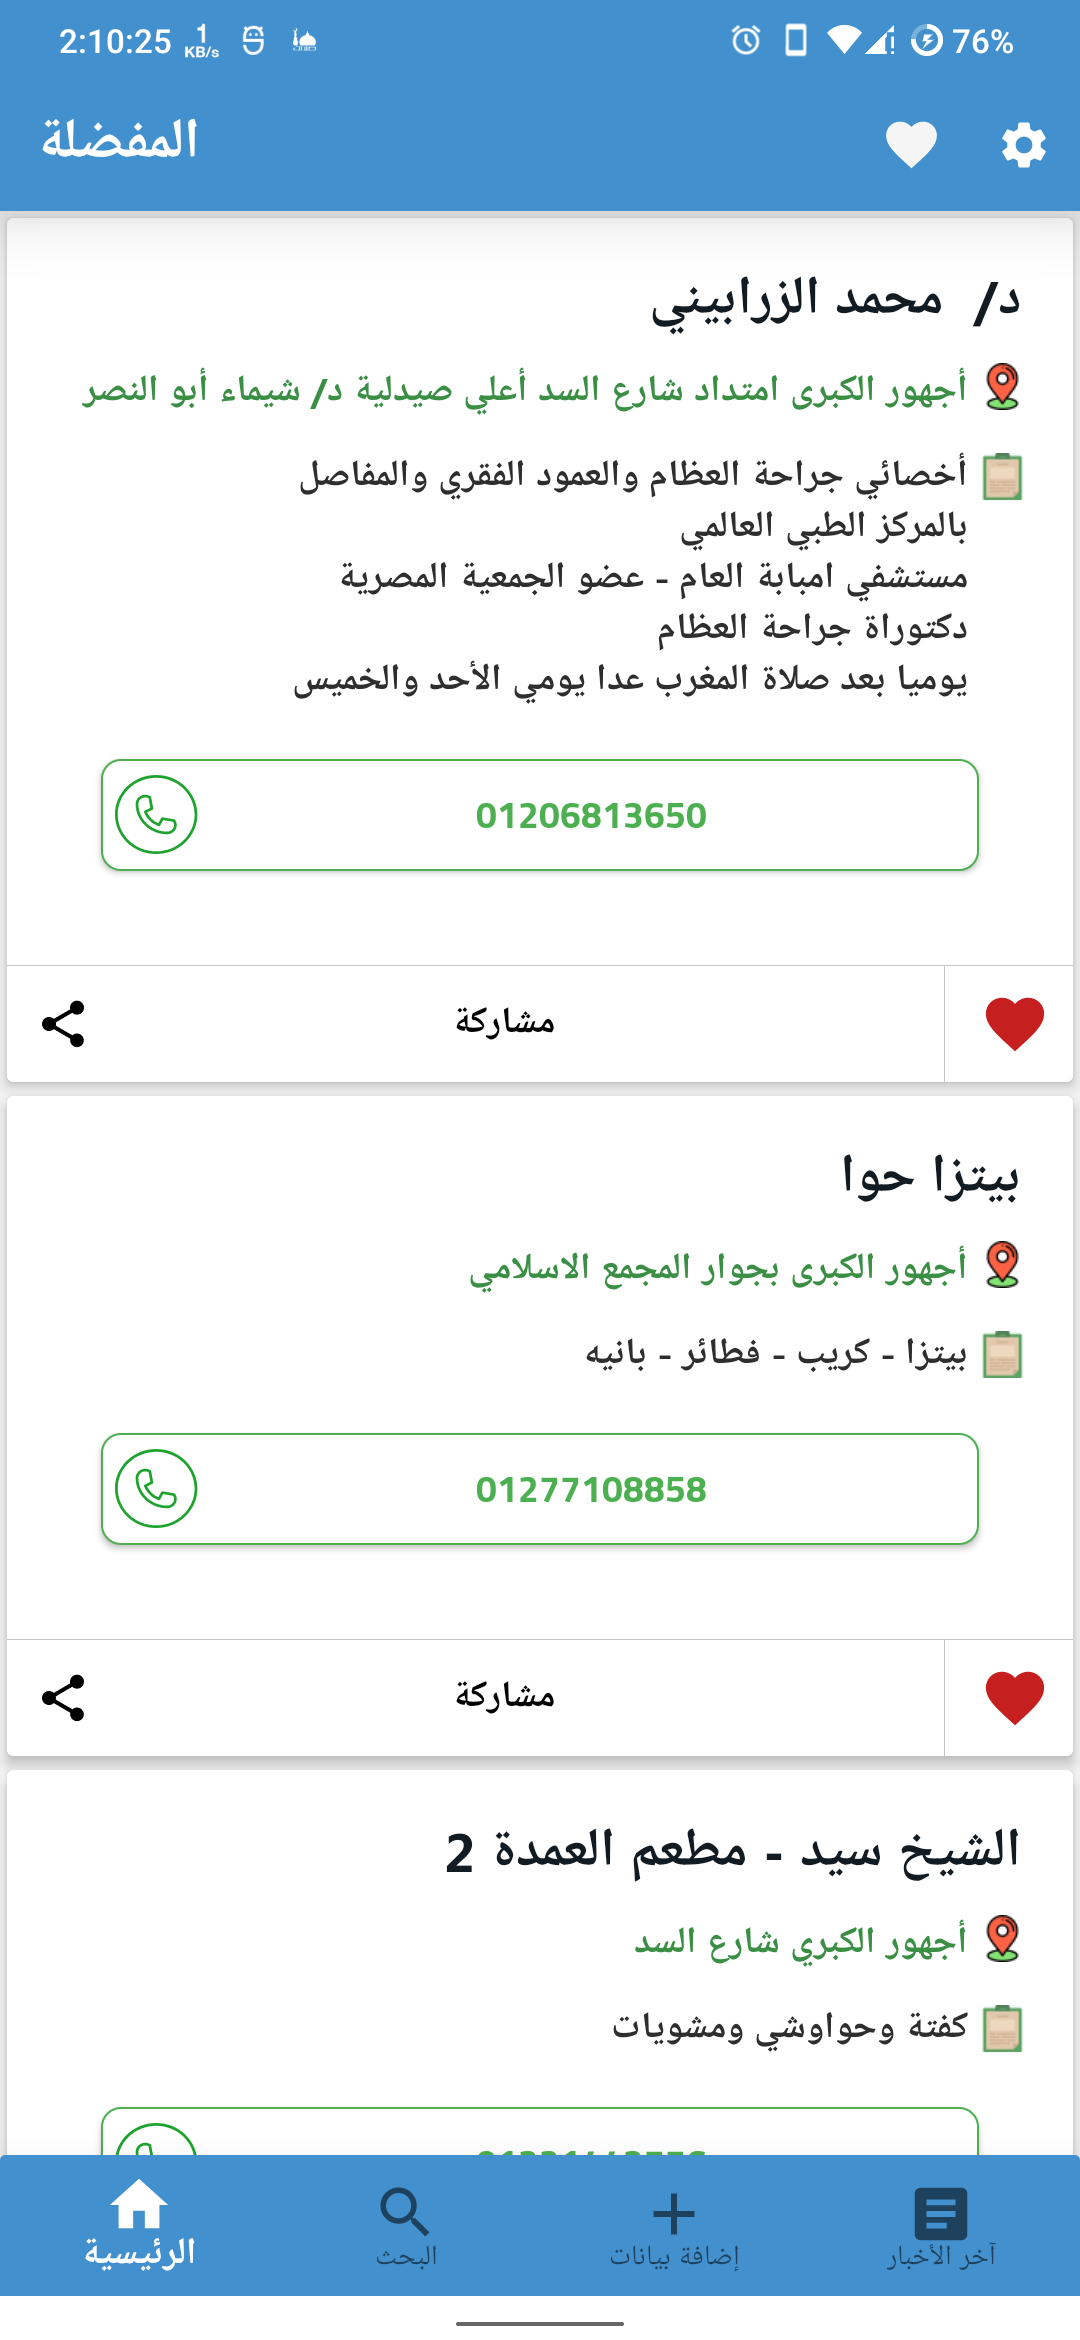 2:10:25
1 KB/s
76%
المفضلة
د/ محمد الزرابيني
أجهور الكبرى امتداد شارع السد أعلي صيدلية د/ شيماء أبو النصر
أخصائي جراحة العظام والعمود الفقري والمفاصل
بالمركز الطبي العالمي
مستشفي امبابة العام - عضو الجمعية المصرية
دكتوراة جراحة العظام
يوميا بعد صلاة المغرب عدا يومي الأحد والخميس
01206813650
مشاركة
بيتزا حوا
أجهور الكبرى بجوار المجمع الاسلامي
بيتزا - كريب - فطائر - بانيه
01277108858
مشاركة
الشيخ سيد - مطعم العمدة 2
أجهور الكبري شارع السد
كفتة وحواوشي ومشويات
الرئيسية
البحث
إضافة بيانات
آخر الأخبار